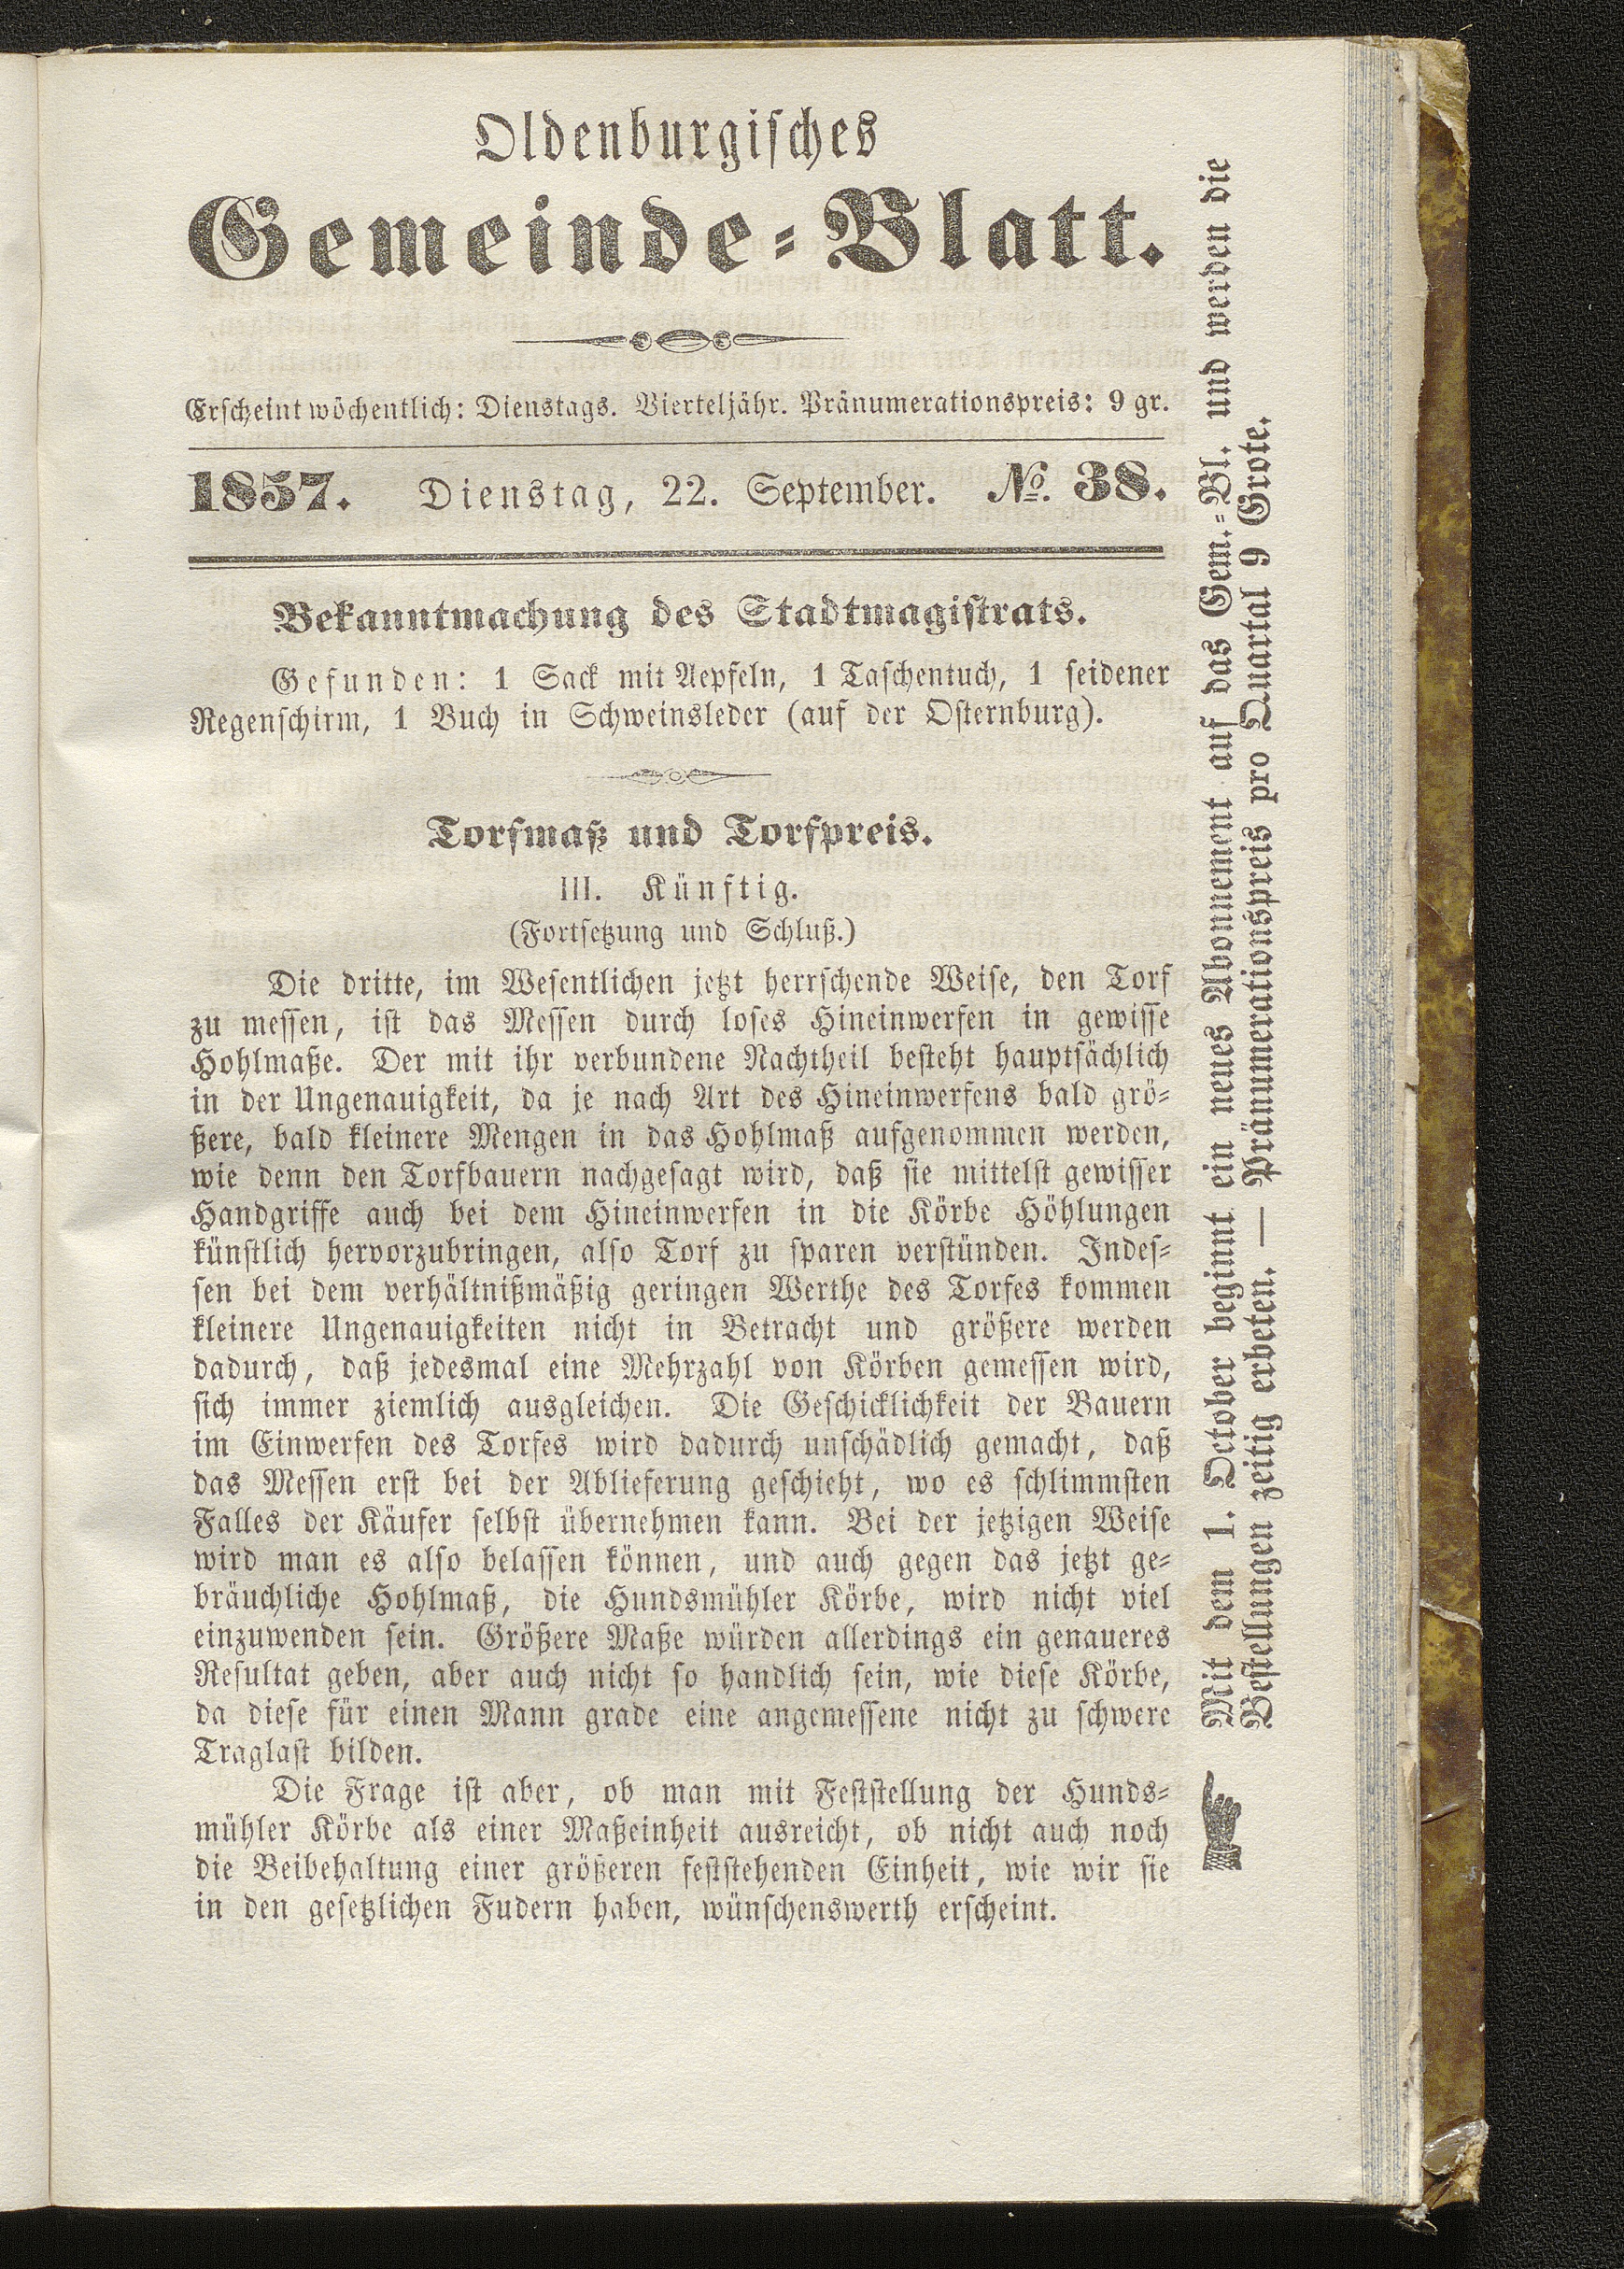 Oldenburgisches
Gemeinde-Blatt.
Erscheint wöchentlich: Dienstags. Vierteljähr. Pränumerationspreis: 9 gr.
1857. Dienstag, 22. September. No. 38.
Bekanntmachung des Stadtmagistrats.
Gefunden: 1 Sack mit Aepfeln, 1 Taschentuch, 1 seidener
Regenschirm, 1 Buch in Schweinsleder (auf der Osternburg).
Torfmaß und Torfpreis.
III. Künftig.
(Fortsetzung und Schluß.)
Die dritte, im Wesentlichen jetzt herrschende Weise, den Torf
zu messen, ist das Messen durch loses Hineinwerfen in gewisse
Hohlmaße. Der mit ihr verbundene Nachtheil besteht hauptsächlich
in der Ungenauigkeit, da je nach Art des Hineinwerfens bald grö-
ßere, bald kleinere Mengen in das Hohlmaß aufgenommen werden,
wie denn den Torfbauern nachgesagt wird, daß sie mittelst gewisser
Handgriffe auch bei dem Hineinwerfen in die Körbe Höhlungen
künstlich hervorzubringen, also Torf zu sparen verstünden. Indes-
sen bei dem verhältnißmäßig geringen Werthe des Torfes kommen
kleinere Ungenauigkeiten nicht in Betracht und größere werden
dadurch, daß jedesmal eine Mehrzahl von Körben gemessen wird,
sich immer ziemlich ausgleichen. Die Geschicklichkeit der Bauern
im Einwerfen des Torfes wird dadurch unschädlich gemacht, daß
das Messen erst bei der Ablieferung geschieht, wo es schlimmsten
Falles der Käufer selbst übernehmen kann. Bei der jetzigen Weise
wird man es also belassen können, und auch gegen das jetzt ge-
bräuchliche Hohlmaß, die Hundsmühler Körbe, wird nicht viel
einzuwenden sein. Größere Maße würden allerdings ein genaueres
Resultat geben, aber auch nicht so handlich sein, wie diese Körbe,
da diese für einen Mann grade eine angemessene nicht zu schwere
Traglast bilden.
Die Frage ist aber, ob man mit Feststellung der Hunds-
mühler Körbe als einer Maßeinheit ausreicht, ob nicht auch noch
die Beibehaltung einer größeren feststehenden Einheit, wie wir sie
in den gesetzlichen Fudern haben, wünschenswerth erscheint.
Mit dem 1. October beginnt ein neues Abonnement auf das Gem.-Bl. und werden die
Bestellungen zeitig erbeten. — Pränumerationspreis pro Quartal 9 Grote.